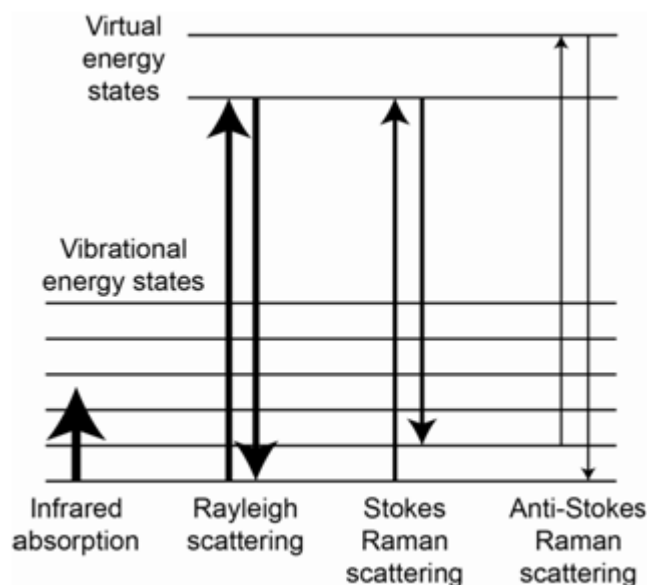 Virtual
energy
states
Vibrational
energy states
Infrared
absorption
Rayleigh
scattering
Stokes
Raman
scattering
Anti-Stokes
Raman
scattering